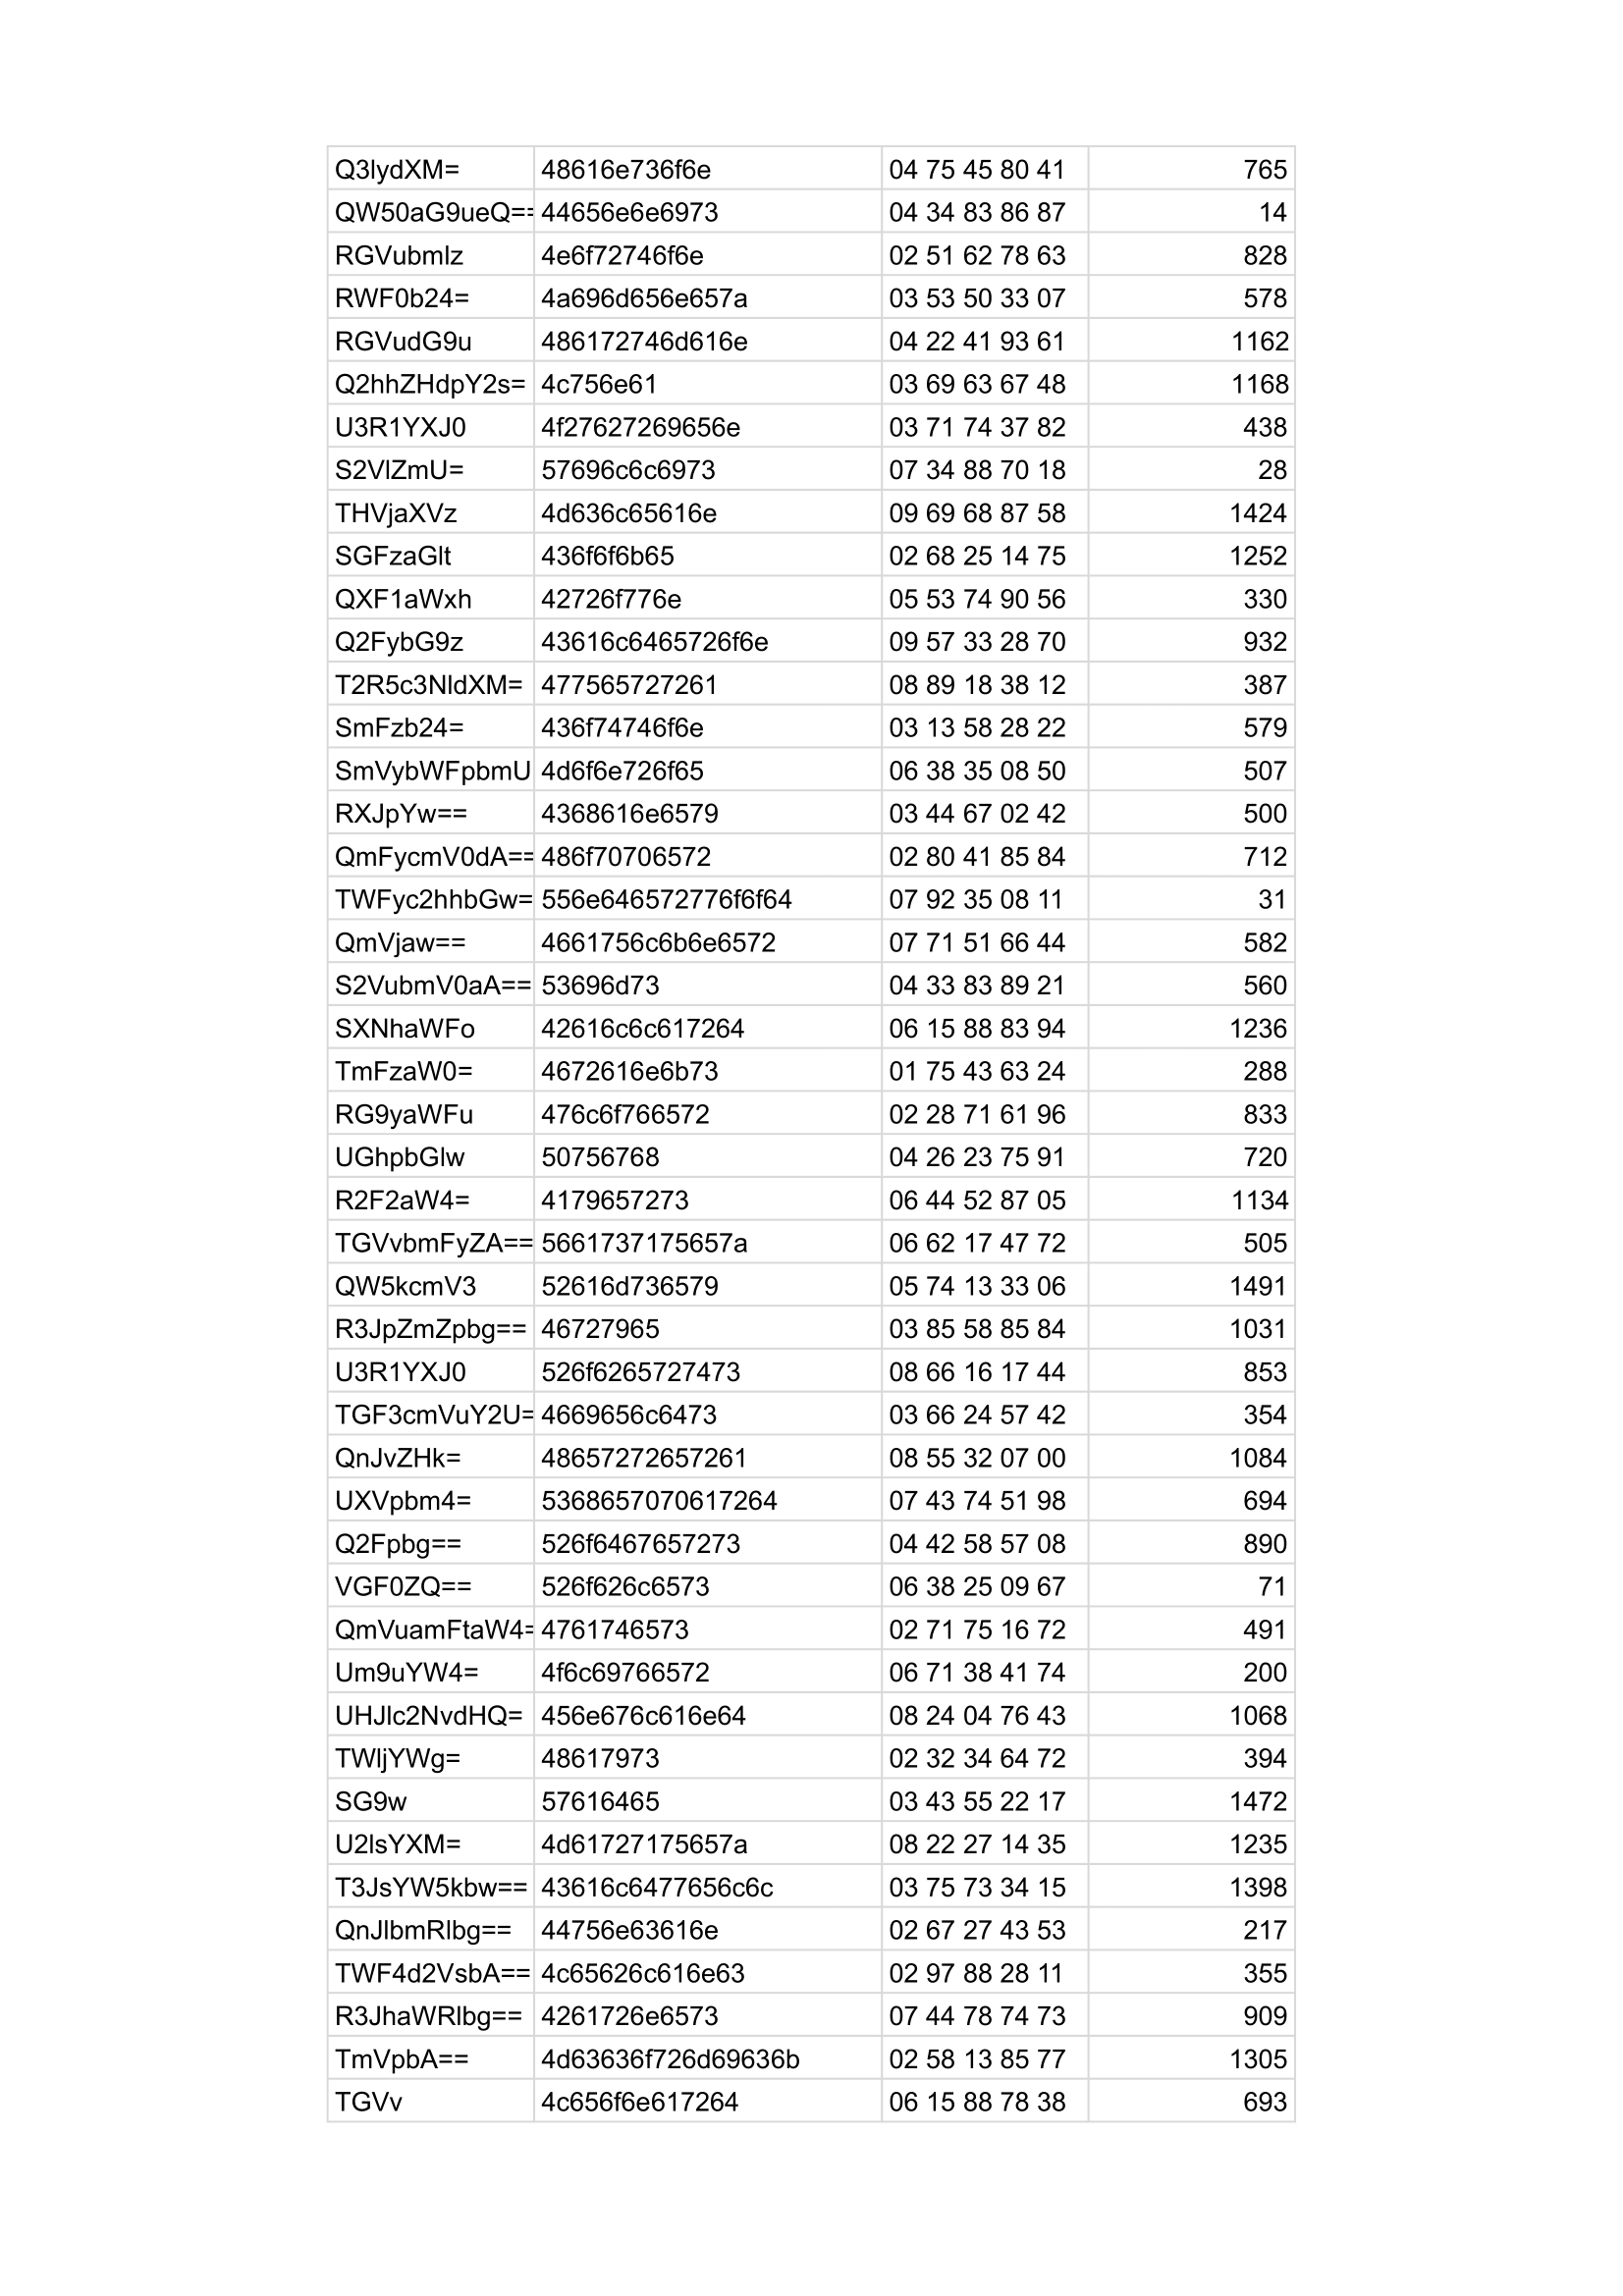 Q3lydXM= 48616e736f6e 04 75 45 80 41 765
QW50aG9ueQ== 44656e6e6973 04 34 83 86 87 14
RGVubmlz 4e6f72746f6e 02 51 62 78 63 828
RWF0b24= 4a696d656e657a 03 53 50 33 07 578
RGVudG9u 486172746d616e 04 22 41 93 61 1162
Q2hhZHdpY2s= 4c756e61 03 69 63 67 48 1168
U3R1YXJ0 4f27627269656e 03 71 74 37 82 438
S2VlZmU= 57696c6c6973 07 34 88 70 18 28
THVjaXVz 4d636c65616e 09 69 68 87 58 1424
SGFzaGlt 436f6f6b65 02 68 25 14 75 1252
QXF1aWxh 42726f776e 05 53 74 90 56 330
Q2FybG9z 43616c6465726f6e 09 57 33 28 70 932
T2R5c3NldXM= 477565727261 08 89 18 38 12 387
SmFzb24= 436f74746f6e 03 13 58 28 22 579
SmVybWFpbmU 4d6f6e726f65 06 38 35 08 50 507
RXJpYw== 4368616e6579 03 44 67 02 42 500
QmFycmV0dA== 486f70706572 02 80 41 85 84 712
TWFyc2hhbGw= 556e646572776f6f64 07 92 35 08 11 31
QmVjaw== 4661756c6b6e6572 07 71 51 66 44 582
S2VubmV0aA== 53696d73 04 33 83 89 21 560
SXNhaWFo 42616c6c617264 06 15 88 83 94 1236
TmFzaW0= 4672616e6b73 01 75 43 63 24 288
RG9yaWFu 476c6f766572 02 28 71 61 96 833
UGhpbGlw 50756768 04 26 23 75 91 720
R2F2aW4= 4179657273 06 44 52 87 05 1134
TGVvbmFyZA== 5661737175657a 06 62 17 47 72 505
QW5kcmV3 52616d736579 05 74 13 33 06 1491
R3JpZmZpbg== 46727965 03 85 58 85 84 1031
U3R1YXJ0 526f6265727473 08 66 16 17 44 853
TGF3cmVuY2U= 4669656c6473 03 66 24 57 42 354
QnJvZHk= 48657272657261 08 55 32 07 00 1084
UXVpbm4= 5368657070617264 07 43 74 51 98 694
Q2Fpbg== 526f6467657273 04 42 58 57 08 890
VGF0ZQ== 526f626c6573 06 38 25 09 67 71
QmVuamFtaW4= 4761746573 02 71 75 16 72 491
Um9uYW4= 4f6c69766572 06 71 38 41 74 200
UHJlc2NvdHQ= 456e676c616e64 08 24 04 76 43 1068
TWljYWg= 48617973 02 32 34 64 72 394
SG9w 57616465 03 43 55 22 17 1472
U2lsYXM= 4d61727175657a 08 22 27 14 35 1235
T3JsYW5kbw== 43616c6477656c6c 03 75 73 34 15 1398
QnJlbmRlbg== 44756e63616e 02 67 27 43 53 217
TWF4d2VsbA== 4c65626c616e63 02 97 88 28 11 355
R3JhaWRlbg== 4261726e6573 07 44 78 74 73 909
TmVpbA== 4d63636f726d69636b 02 58 13 85 77 1305
TGVv 4c656f6e617264 06 15 88 78 38 693